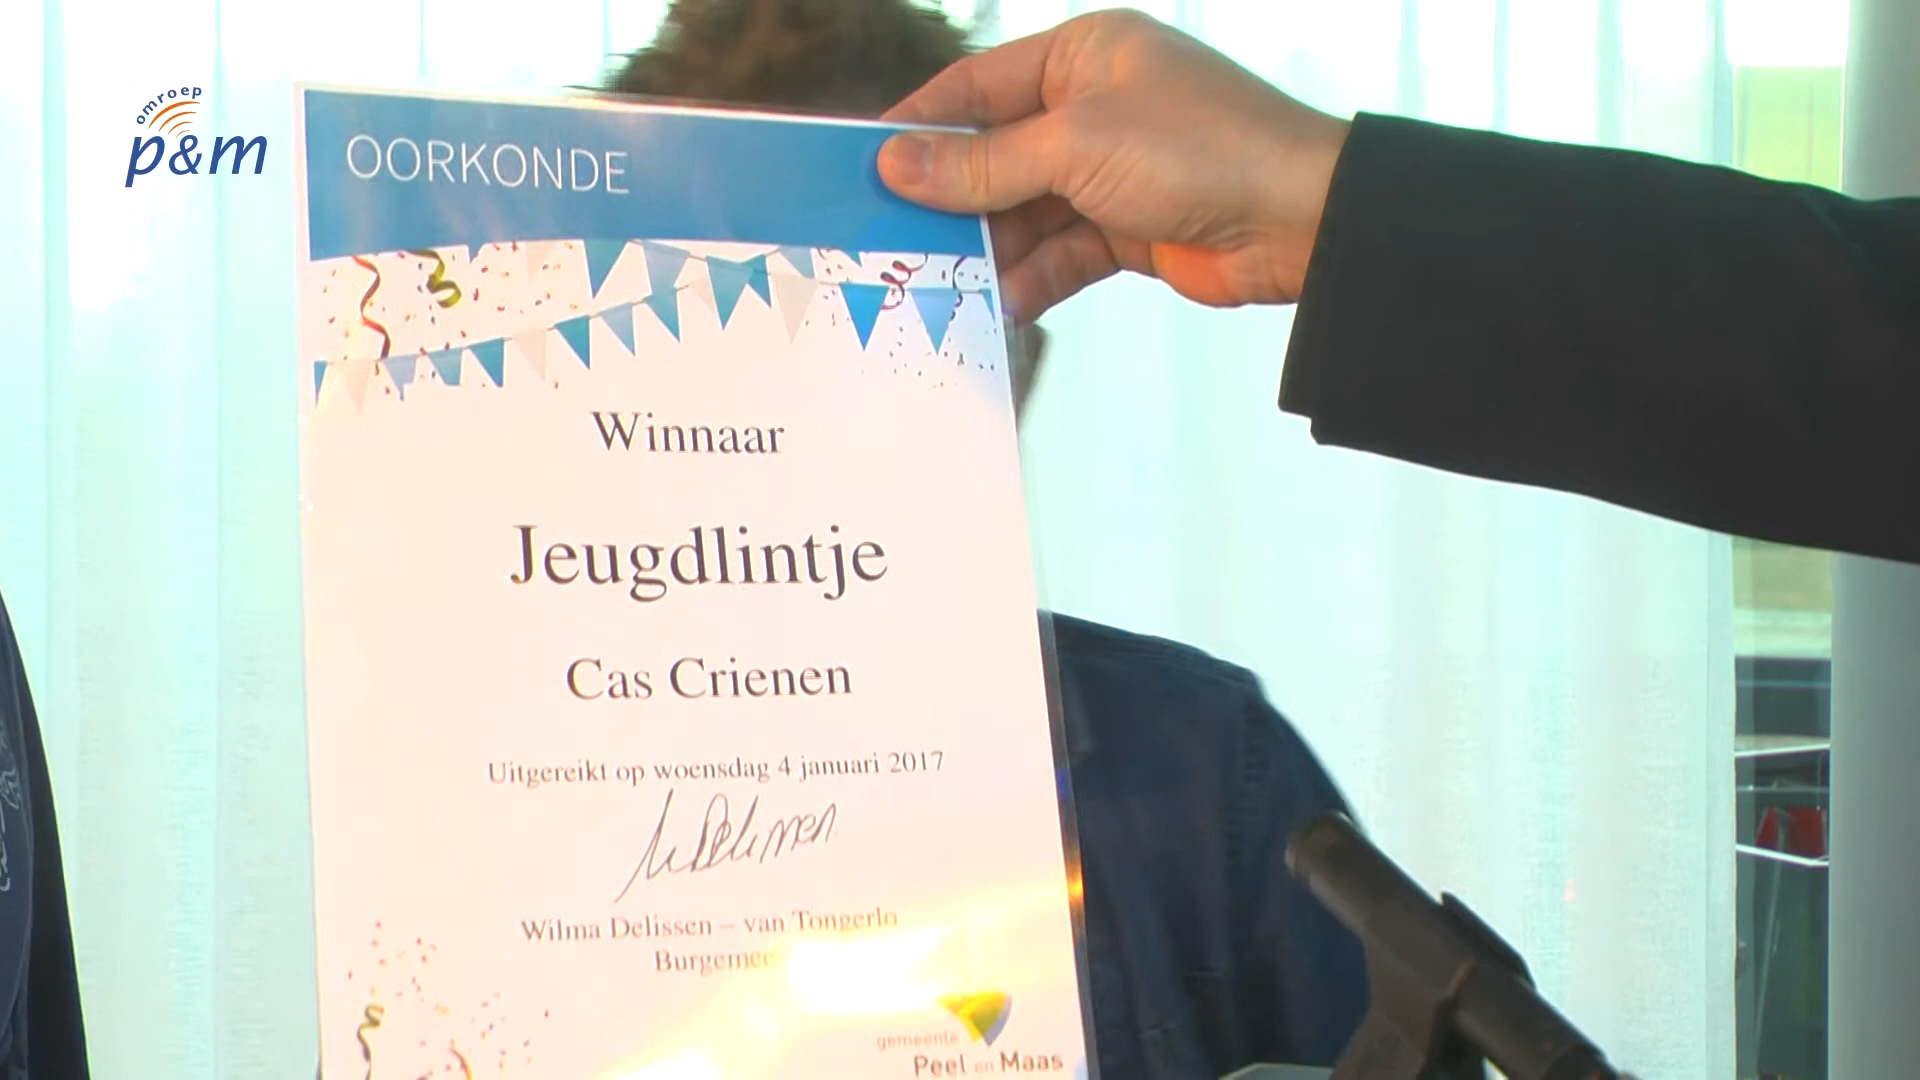 omroep
p&m
OORKONDE
Winnaar
Jeugdlintje
Cas Crienen
Uitgereikt op woensdag 4 januari 2017
Wilma Delissen – van Tongerlo
gemeente
Peel en Maas